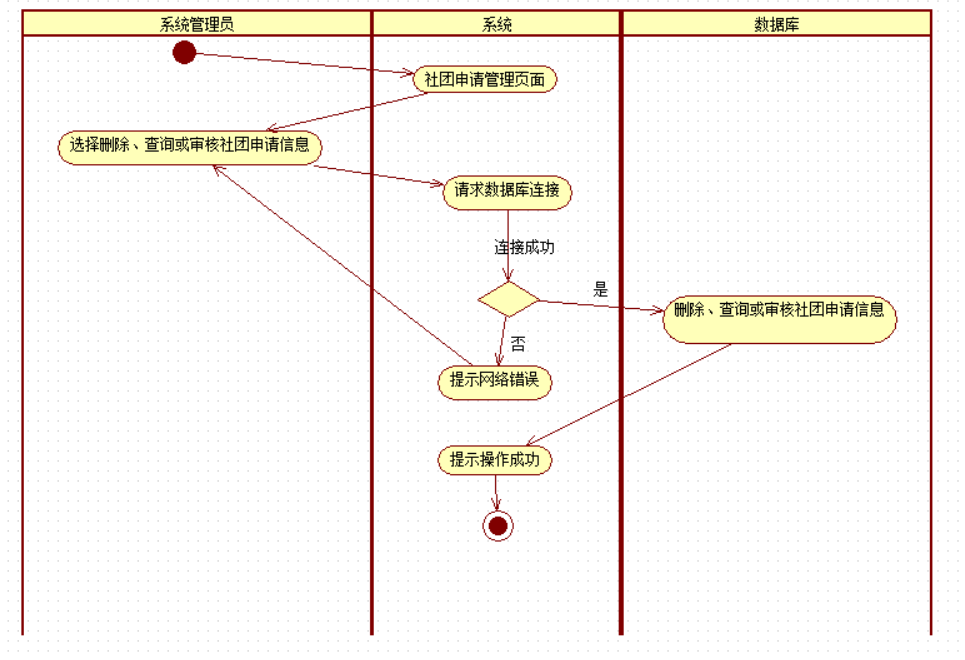 系统管理员
系统
数据库
社团申请管理页面
选择删除、查询或审核社团申请信息
请求数据库连接
连接成功
是
删除、查询或审核社团申请信息
否
提示网络错误
提示操作成功